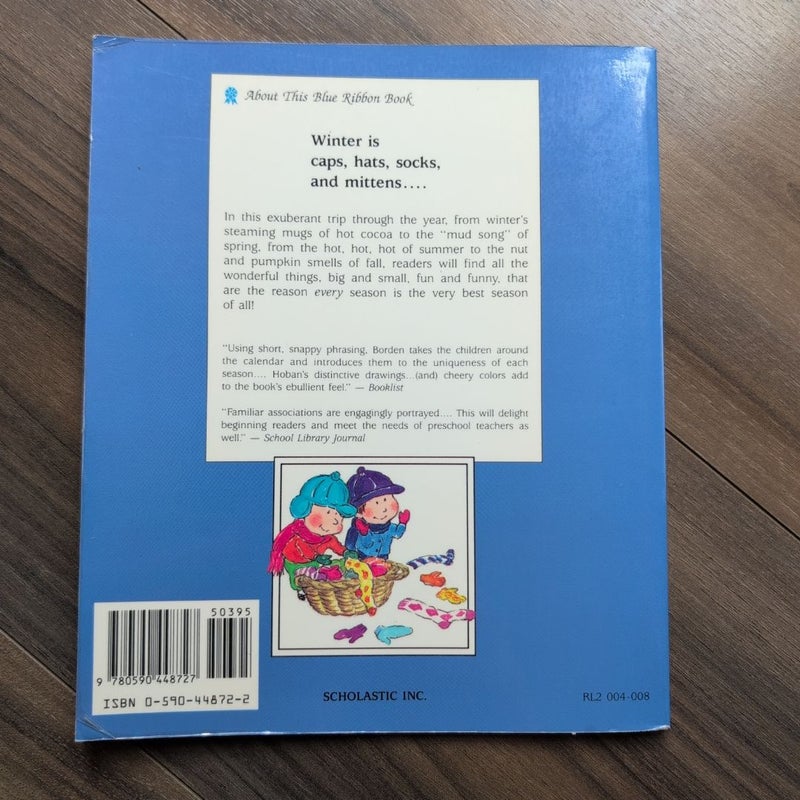 About This Blue Ribbon Book
Winter is
caps, hats, socks,
and mittens....
In this exuberant trip through the year, from winter's
steaming mugs of hot cocoa to the "mud song" of
spring, from the hot, hot, hot of summer to the nut
and pumpkin smells of fall, readers will find all the
wonderful things, big and small, fun and funny, that
are the reason every season is the very best season
of all!
"Using short, snappy phrasing, Borden takes the children around
the calendar and introduces them to the uniqueness of each
season.... Hoban's distinctive drawings...(and) cheery colors add
to the book's ebullient feel." — Booklist
"Familiar associations are engagingly portrayed.... This will delight
beginning readers and meet the needs of preschool teachers as
well." — School Library Journal
50395
9 780590 448727
ISBN 0-590-44872-2
SCHOLASTIC INC.
RL2 004-008